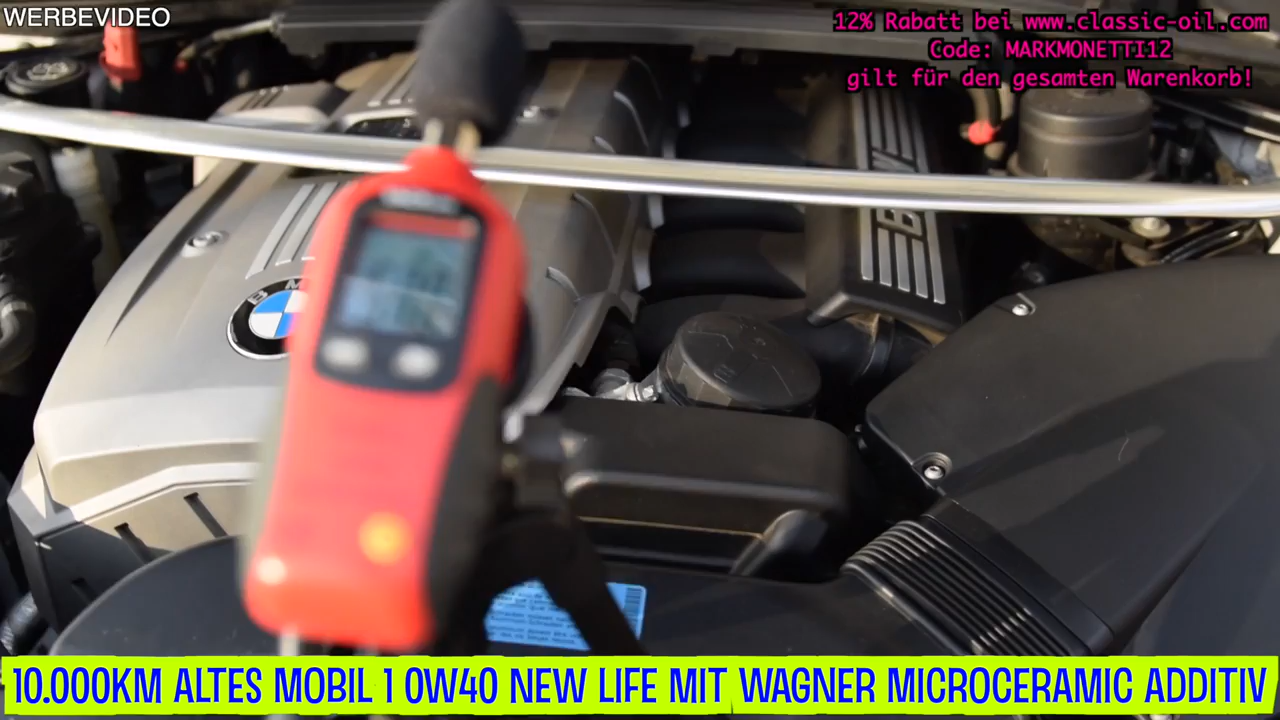 WERBEVIDEO
12% Rabatt bei www.classic-oil.com
Code: MARKMONETTI12
gilt für den gesamten Warenkorb!
BMW
10.000KM ALTES MOBIL 1 0W40 NEW LIFE MIT WAGNER MICROCERAMIC ADDITIV